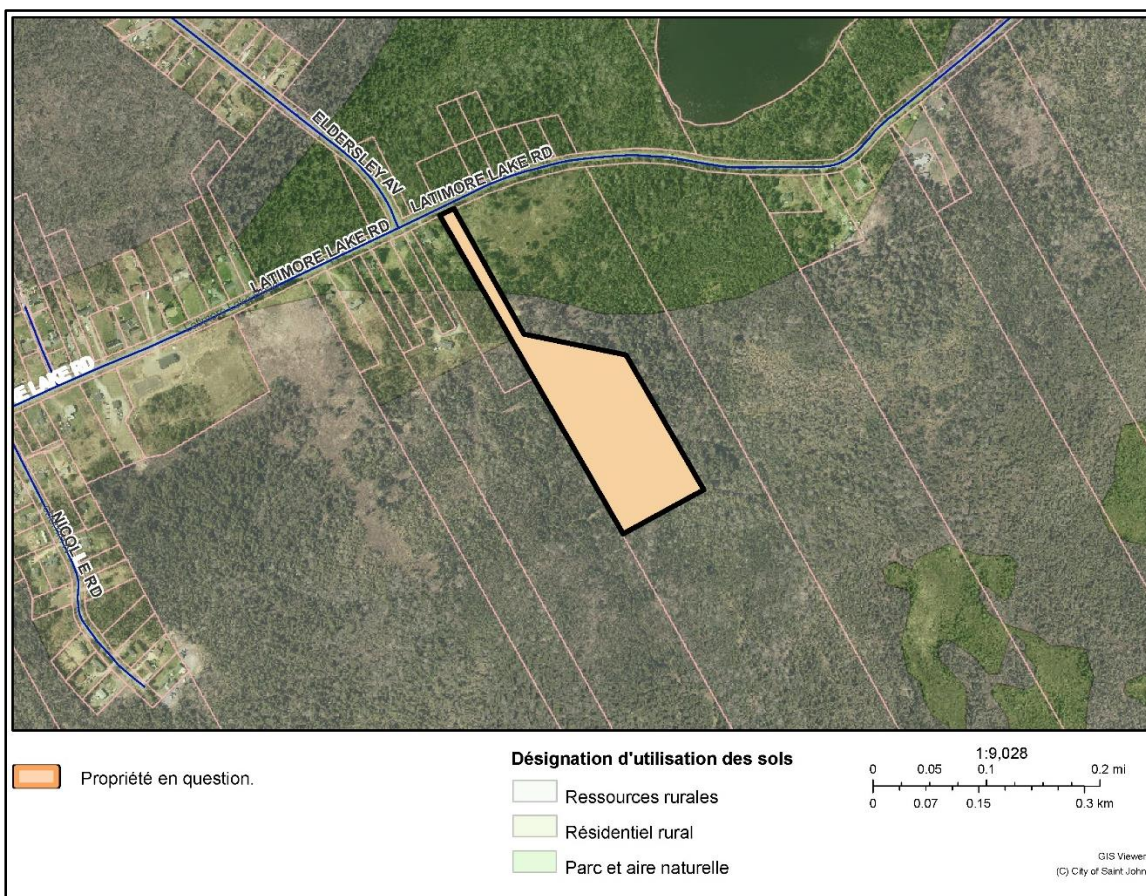 ELDERSLEY AV
LATIMORE LAKE RD
LATIMORE LAKE RD
E LAKE RD
NICOLLE RD
Propriété en question.
Désignation d'utilisation des sols
Ressources rurales
Résidentiel rural
Parc et aire naturelle
1:9,028
0 0.05 0.1 0.2 mi
0 0.07 0.15 0.3 km
GIS Viewer
(C) City of Saint John